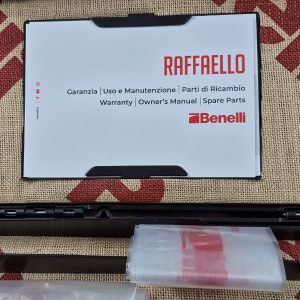 RAFFAELLO
Garanzia | Uso e Manutenzione | Parti di Ricambio
Warranty | Owner's Manual | Spare Parts
Benelli